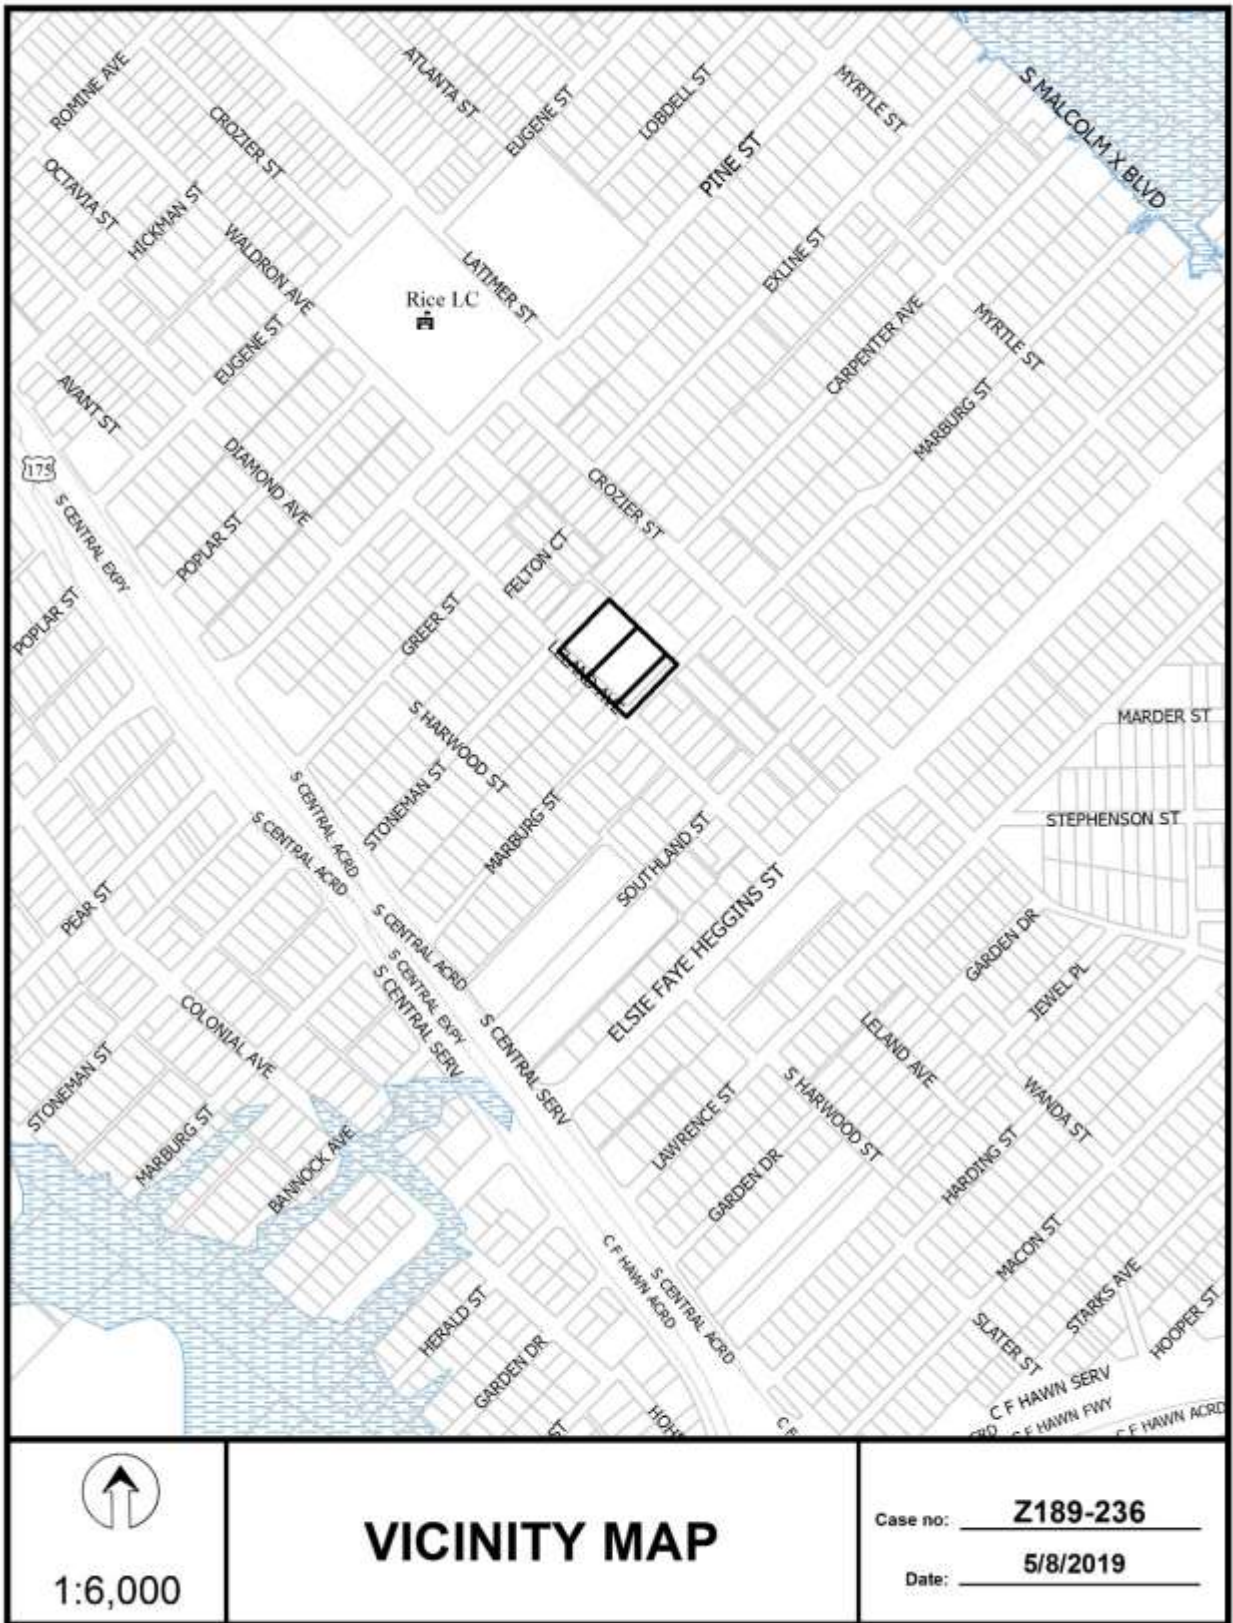 ROMINE AVE
ATLANTA ST
EUGENE ST
LOBDELL ST
MYRTLE ST
S MALCOLM X BLVD
CROZIER ST
PINE ST
OCTAVIA ST
HICKMAN ST
WALDRON AVE
LATIMER ST
EXLINE ST
Rice LC
EUGENE ST
CARPENTER AVE
MYRTLE ST
AVANT ST
MARBURG ST
DIAMOND AVE
175
CROZIER ST
S CENTRAL EXPY
POPLAR ST
FELTON CT
POPLAR ST
GREER ST
LELAND AVE
MARDER ST
S HARWOOD ST
S CENTRAL ACRD
STONEMAN ST
STEPHENSON ST
S CENTRAL ACRD
MARBURG ST
SOUTHLAND ST
PEAR ST
ELSIE FAYE HEGGINS ST
S CENTRAL ACRD
GARDEN DR
S CENTRAL EXPY
JEWEL PL
S CENTRAL SERV
COLONIAL AVE
S CENTRAL SERV
LELAND AVE
STONEMAN ST
S HARWOOD ST
WANDA ST
LAWRENCE ST
MARBURG ST
BANNOCK AVE
HARDING ST
GARDEN DR
MACON ST
C F HAWN ACRD
S CENTRAL ACRD
STARKS AVE
HERALD ST
HOOPER ST
SLATER ST
GARDEN DR
C F HAWN SERV
C F HAWN FWY
C F HAWN ACRD
ST
HOH
C F
CRD
1:6,000
VICINITY MAP
Case no: Z189-236
Date: 5/8/2019